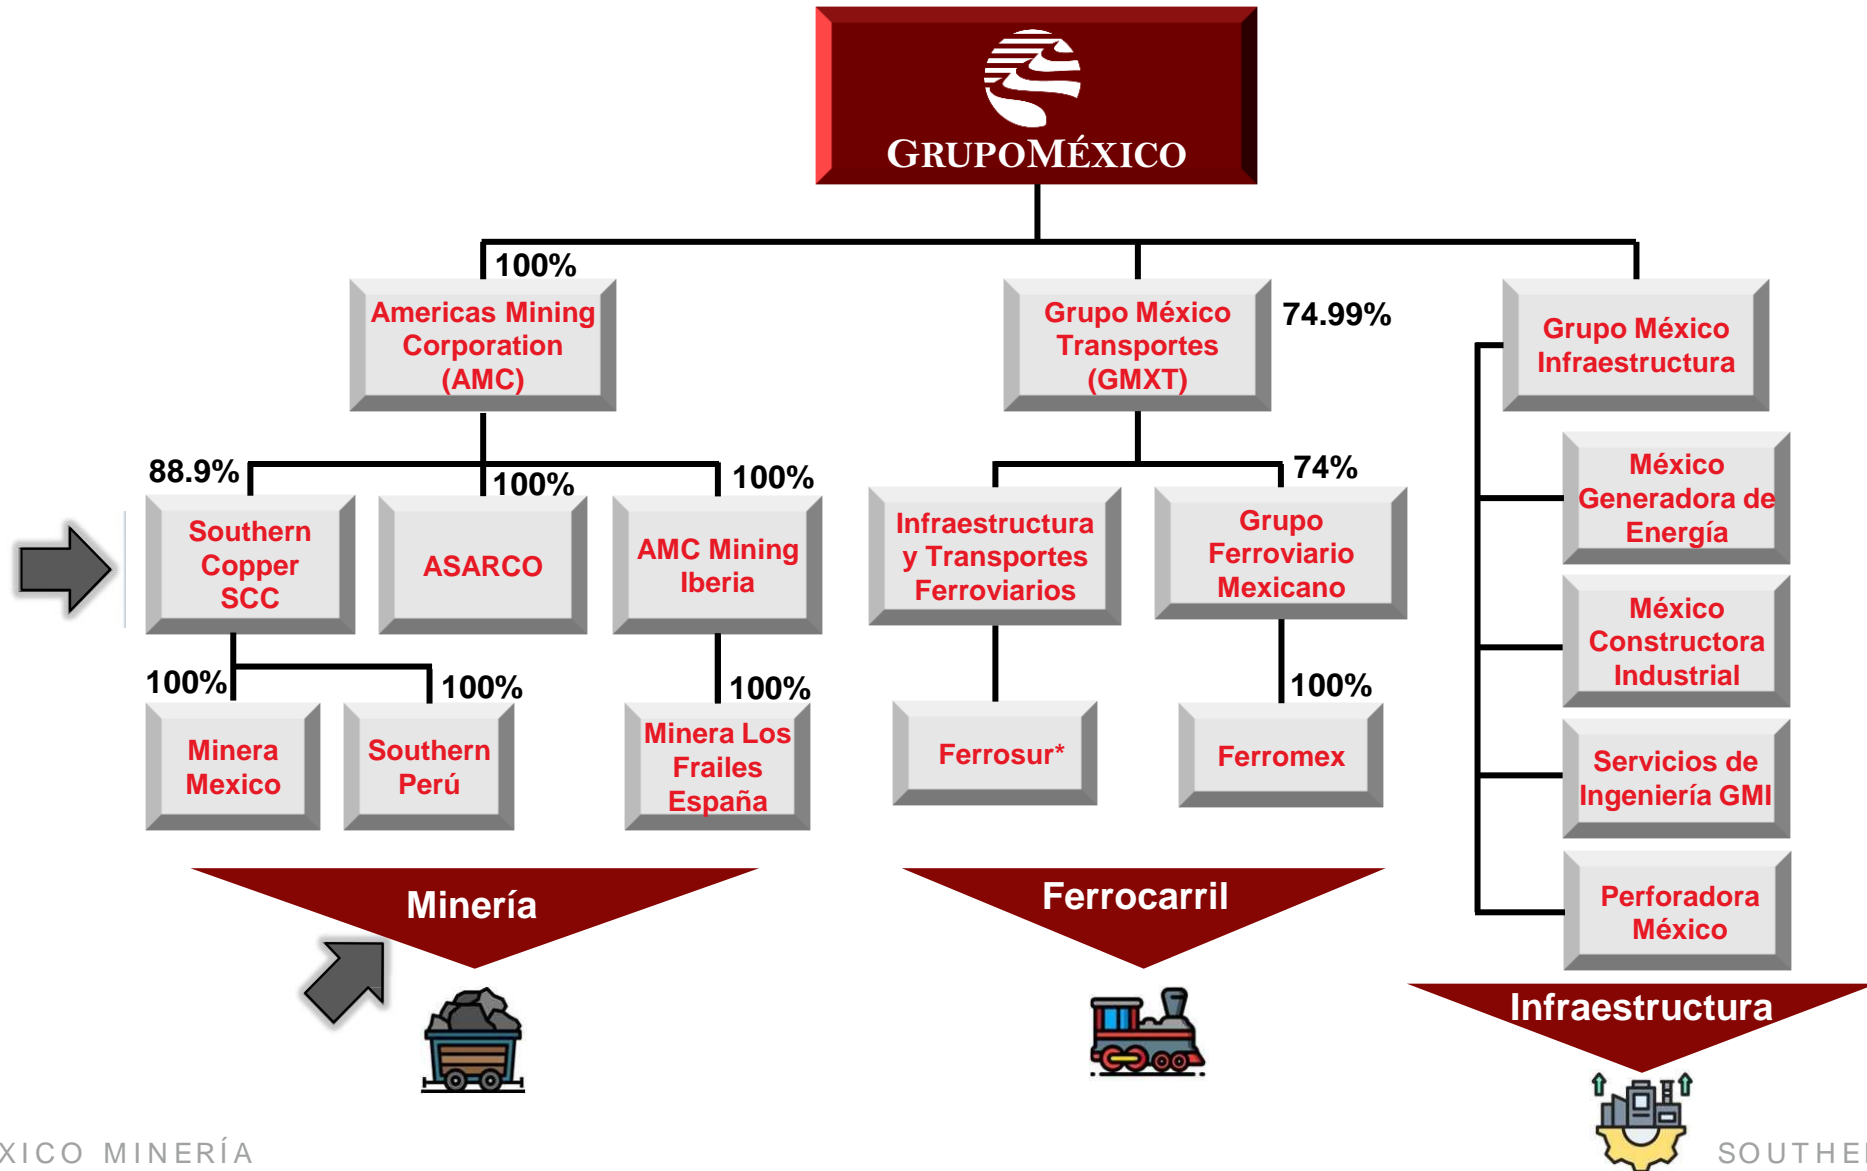 GRUPOMÉXICO
100%
Americas Mining
Corporation
(AMC)
Grupo México
Transportes
(GMXT)
74.99%
Grupo México
Infraestructura
88.9%
100%
100%
74%
Southern
Copper
SCC
ASARCO
AMC Mining
Iberia
Infraestructura
y Transportes
Ferroviarios
Grupo
Ferroviario
Mexicano
México
Generadora de
Energía
México
Constructora
Industrial
100%
100%
100%
100%
Minera
Mexico
Southern
Perú
Minera Los
Frailes
España
Ferrosur*
Ferromex
Servicios de
Ingeniería GMI
Perforadora
México
Minería
Ferrocarril
Infraestructura
XICO MINERÍA
SOUTHE